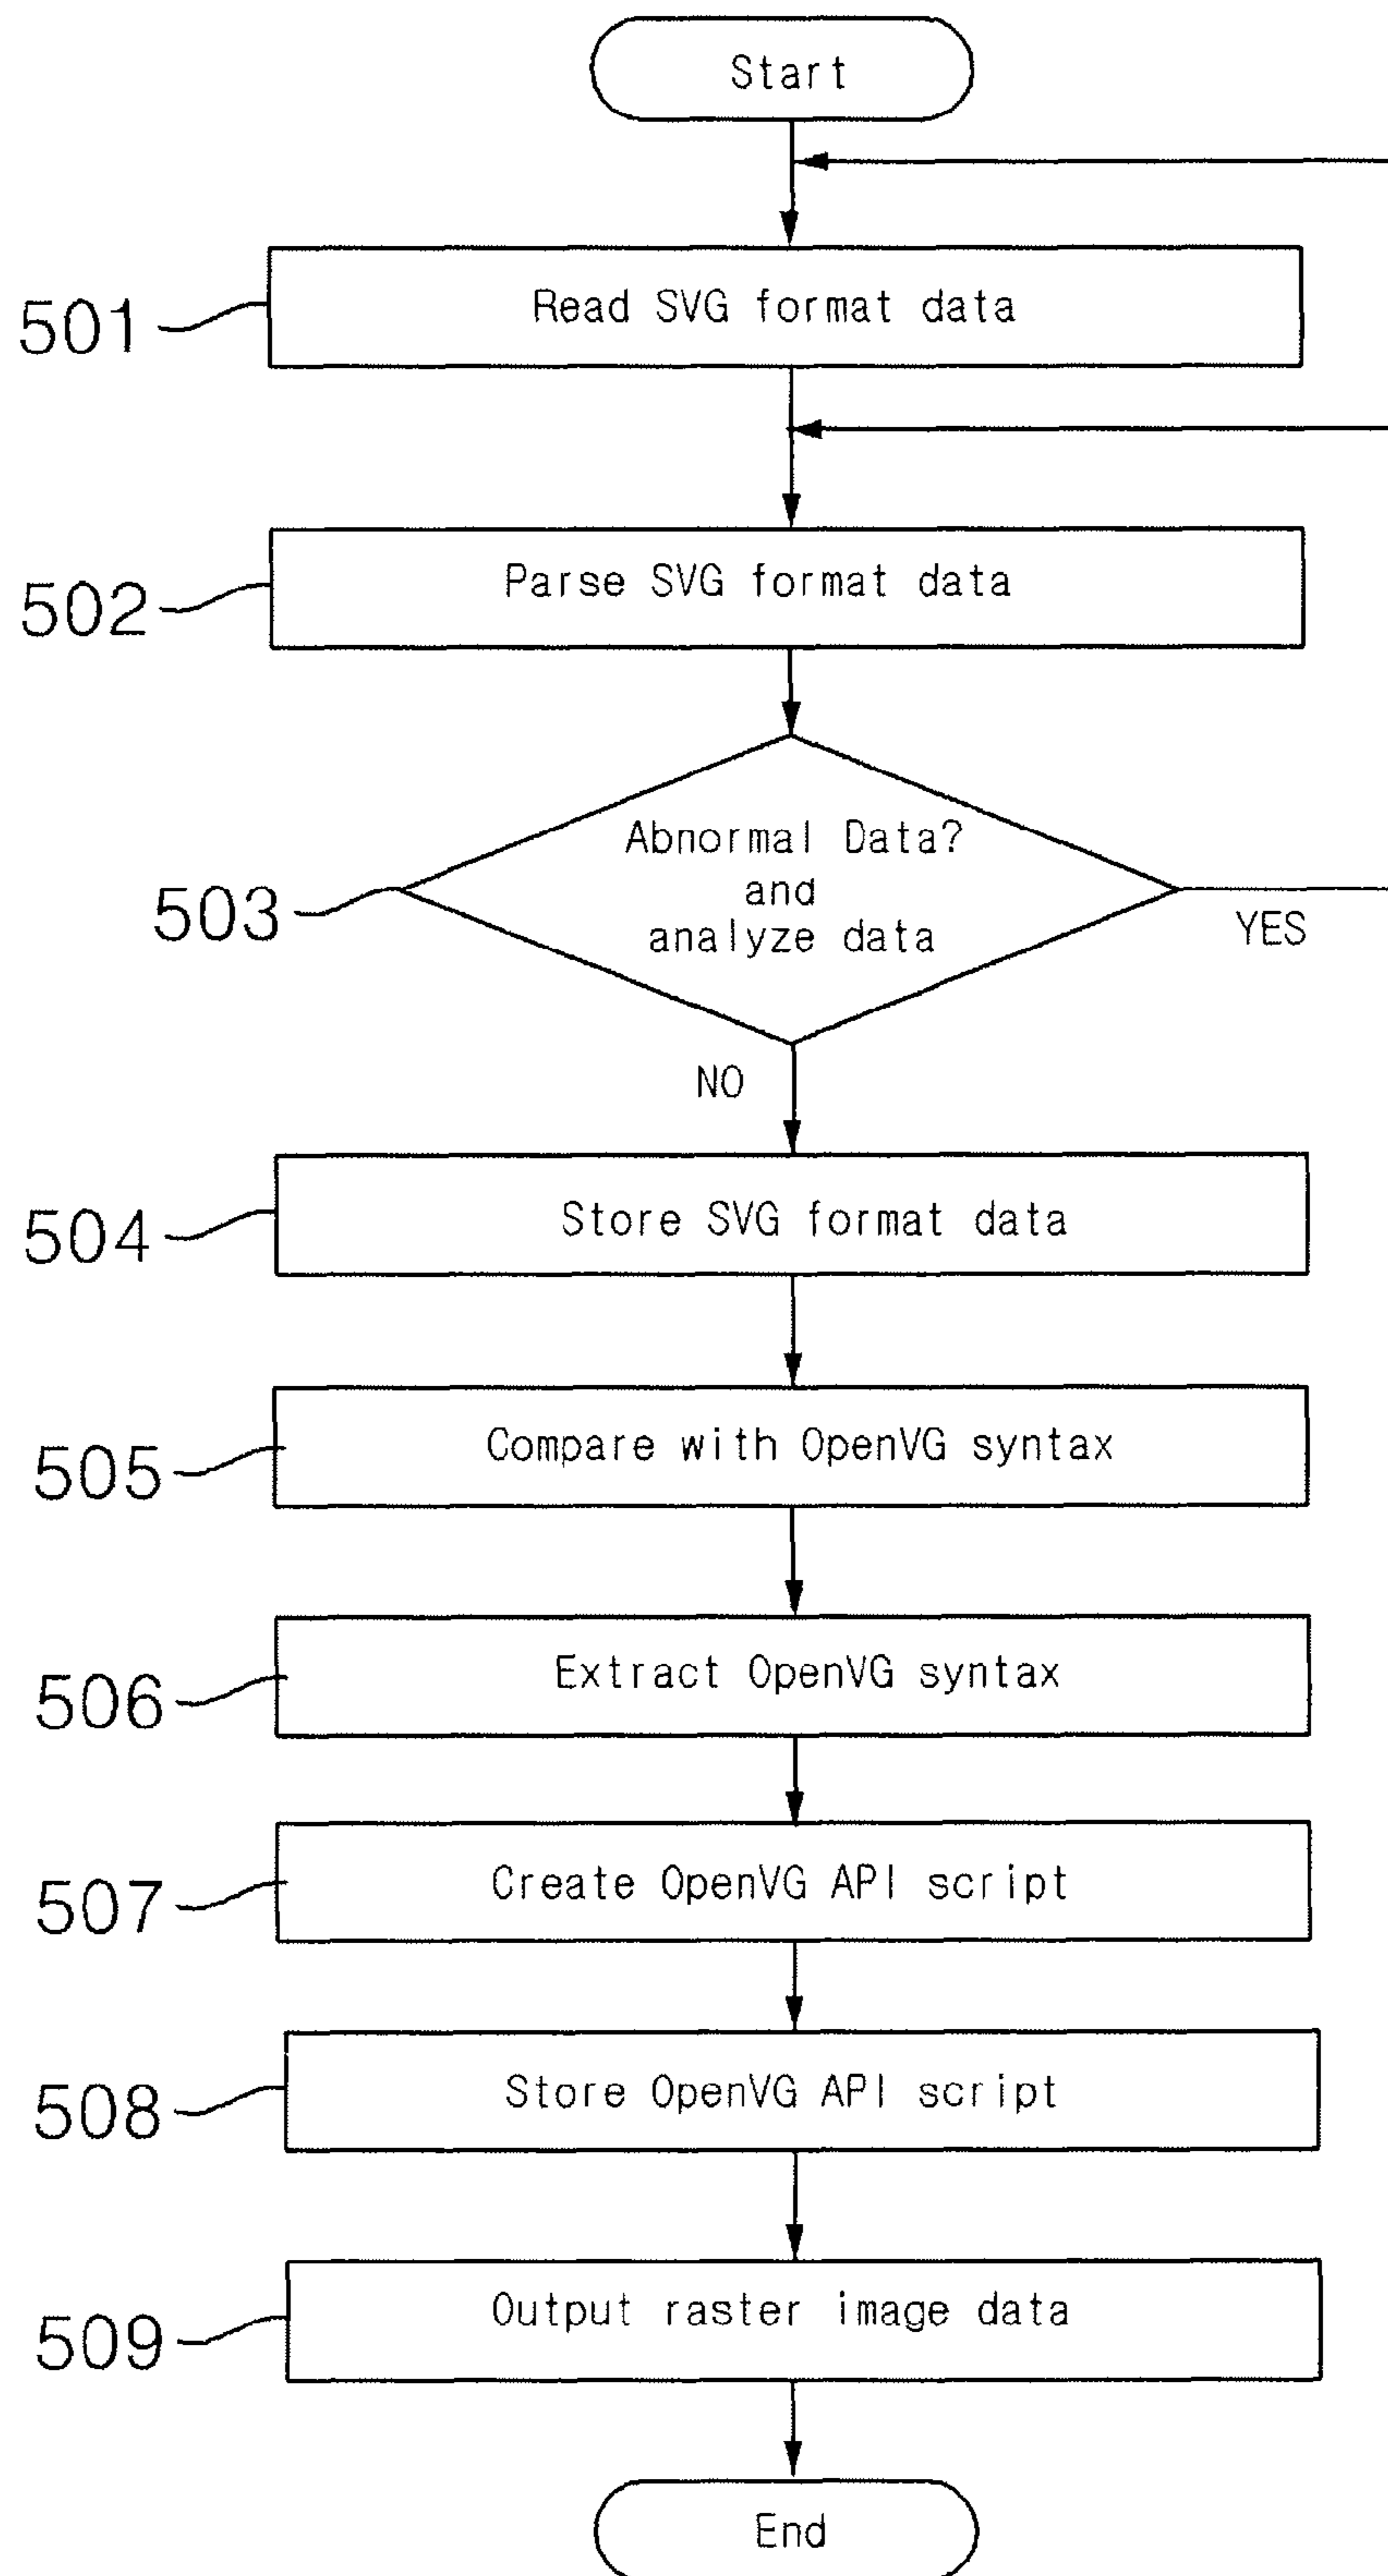 Start
501
Read SVG format data
502
Parse SVG format data
503
Abnormal Data?
and
analyze data
YES
NO
504
Store SVG format data
505
Compare with OpenVG syntax
506
Extract OpenVG syntax
507
Create OpenVG API script
508
Store OpenVG API script
509
Output raster image data
End